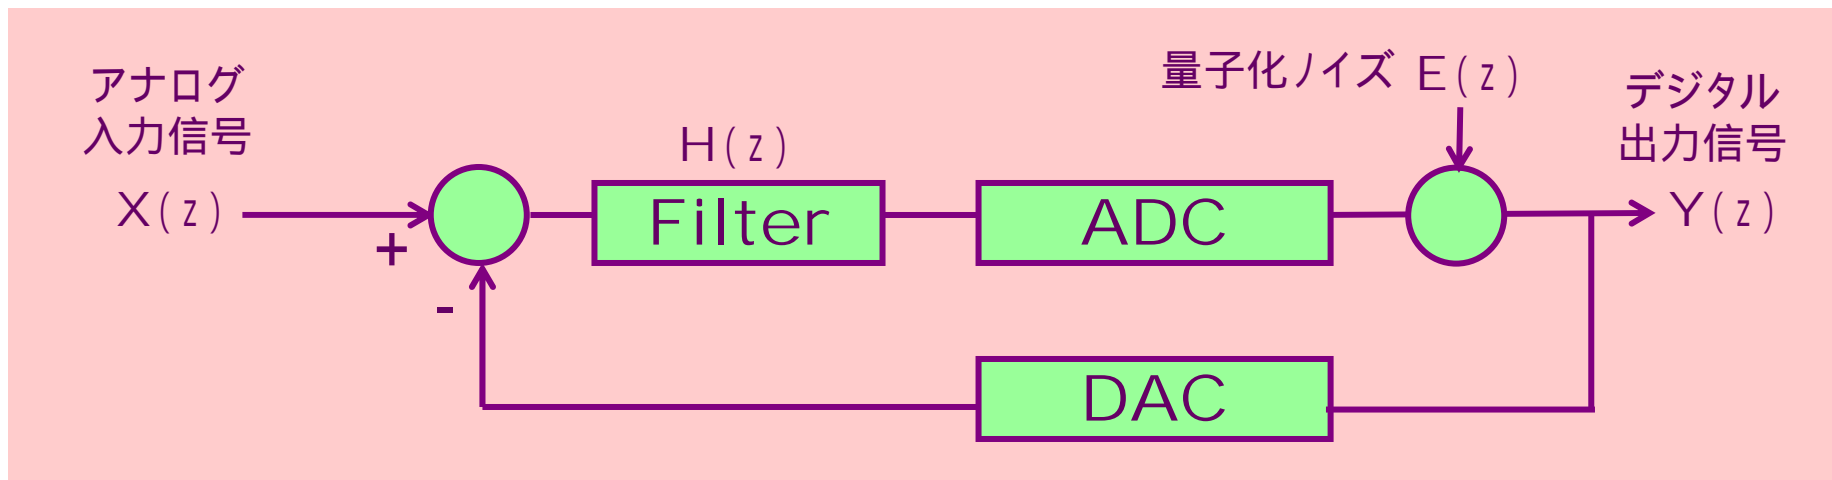 アナログ
入力信号
X(z)
+
-
H(z)
Filter
ADC
量子化ノイズ E(z)
デジタル
出力信号
Y(z)
DAC